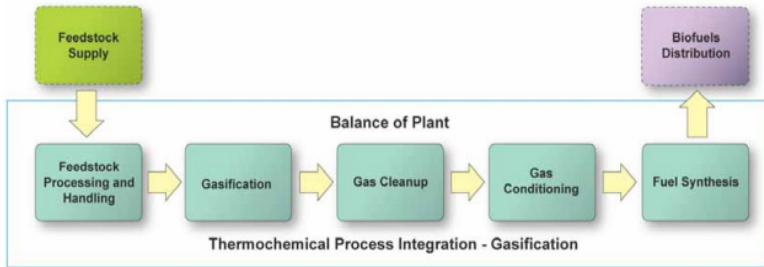 Feedstock
Supply
Biofuels
Distribution
Balance of Plant
Feedstock
Processing and
Handling
Gasification
Gas Cleanup
Gas
Conditioning
Fuel Synthesis
Thermochemical Process Integration - Gasification